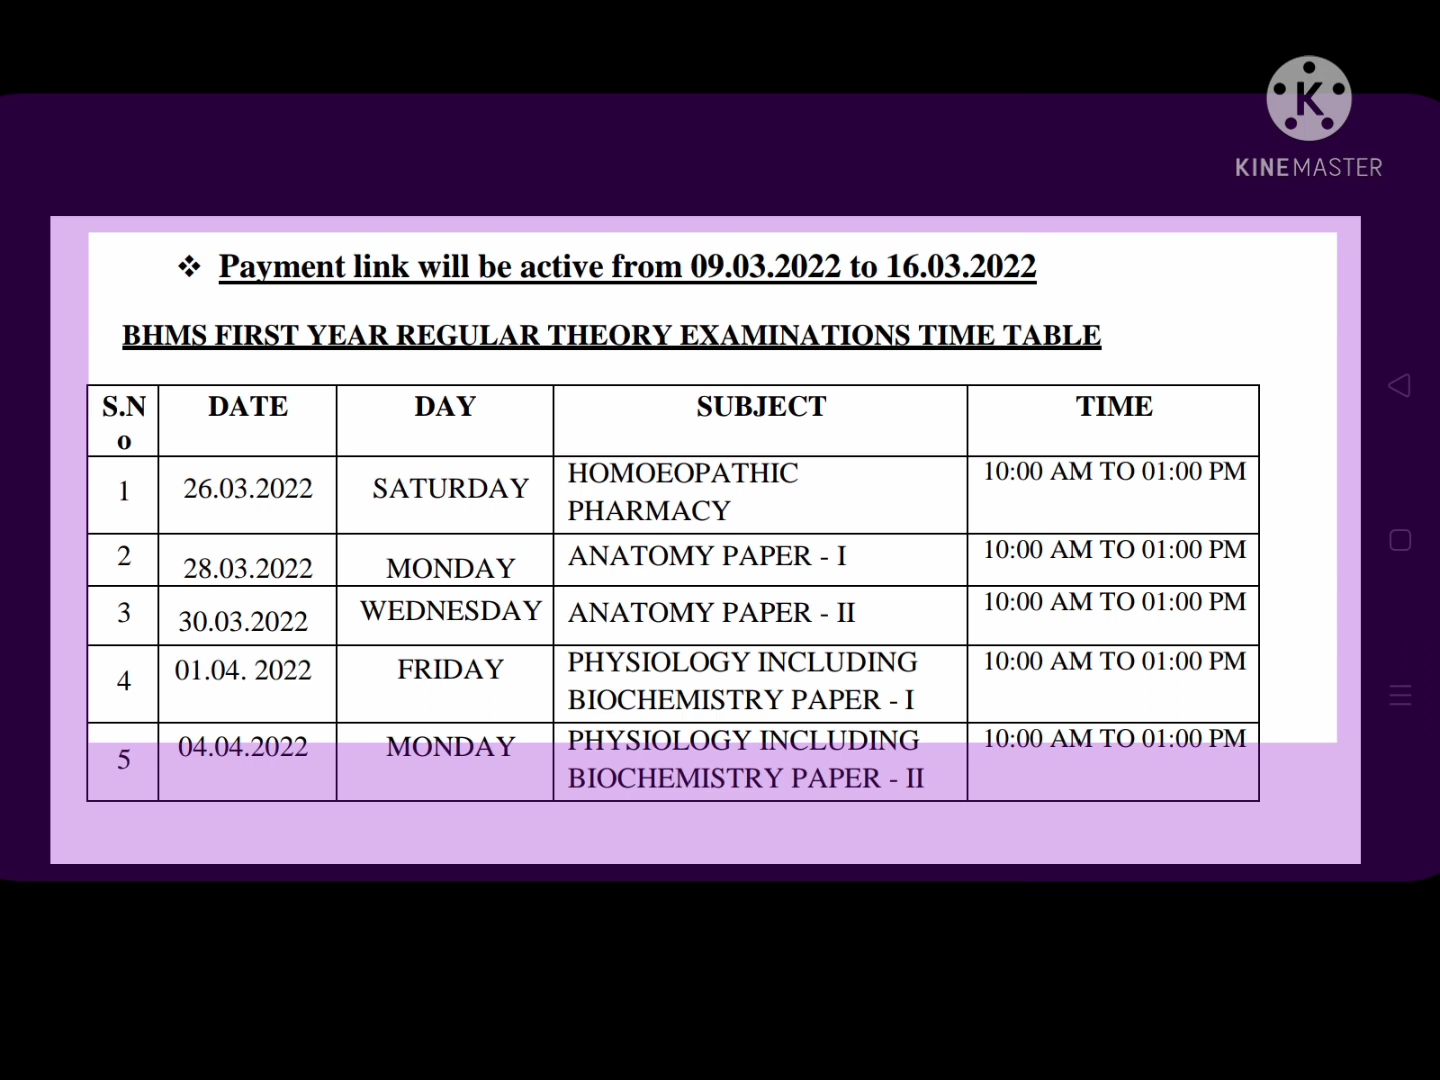 K
KINEMASTER
❖ Payment link will be active from 09.03.2022 to 16.03.2022
BHMS FIRST YEAR REGULAR THEORY EXAMINATIONS TIME TABLE
S.No DATE DAY SUBJECT TIME
1 26.03.2022 SATURDAY HOMOEOPATHIC 10:00 AM TO 01:00 PM
PHARMACY
2 28.03.2022 MONDAY ANATOMY PAPER - I 10:00 AM TO 01:00 PM
3 30.03.2022 WEDNESDAY ANATOMY PAPER - II 10:00 AM TO 01:00 PM
4 01.04. 2022 FRIDAY PHYSIOLOGY INCLUDING 10:00 AM TO 01:00 PM
BIOCHEMISTRY PAPER - I
5 04.04.2022 MONDAY PHYSIOLOGY INCLUDING 10:00 AM TO 01:00 PM
BIOCHEMISTRY PAPER - II